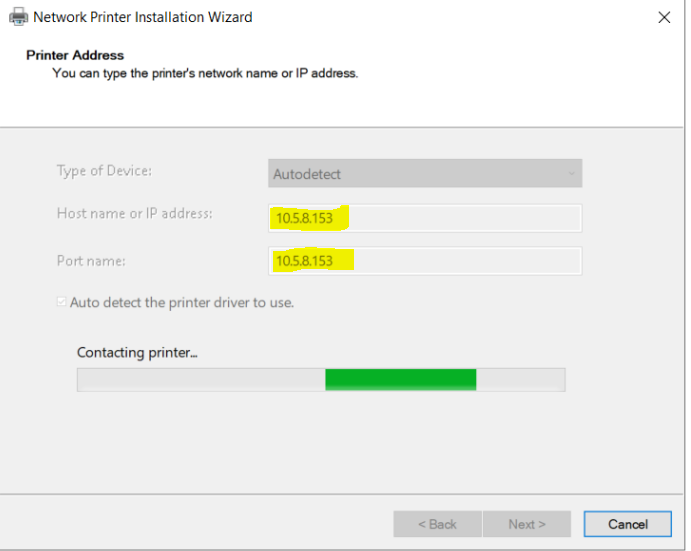 Network Printer Installation Wizard
Printer Address
You can type the printer's network name or IP address.
Type of Device:
Autodetect
Host name or IP address:
10.5.8.153
Port name:
10.5.8.153
Auto detect the printer driver to use.
Contacting printer...
< Back
Next >
Cancel